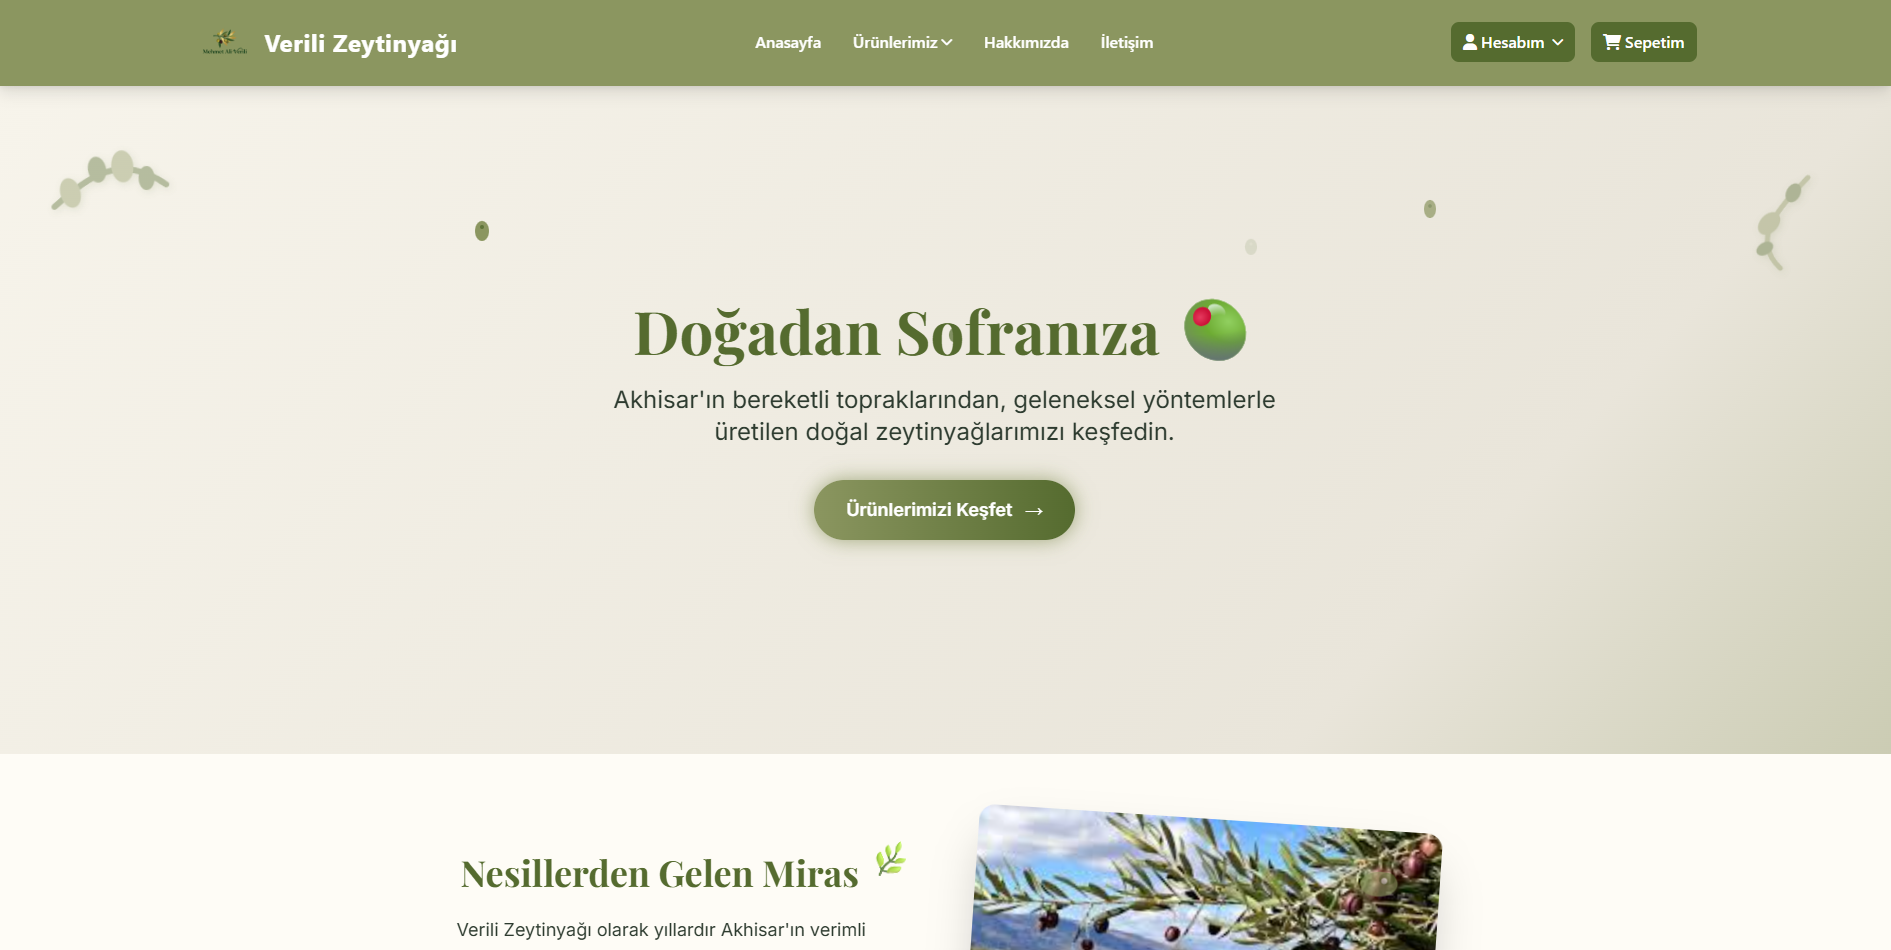 Mehmet Ali Verili
Verili Zeytinyağı
Anasayfa
Ürünlerimiz
Hakkımızda
İletişim
Hesabım
Sepetim
Doğadan Sofranıza
Akhisar'ın bereketli topraklarından, geleneksel yöntemlerle
üretilen doğal zeytinyağlarımızı keşfedin.
Ürünlerimizi Keşfet →
Nesillerden Gelen Miras
Verili Zeytinyağı olarak yıllardır Akhisar'ın verimli